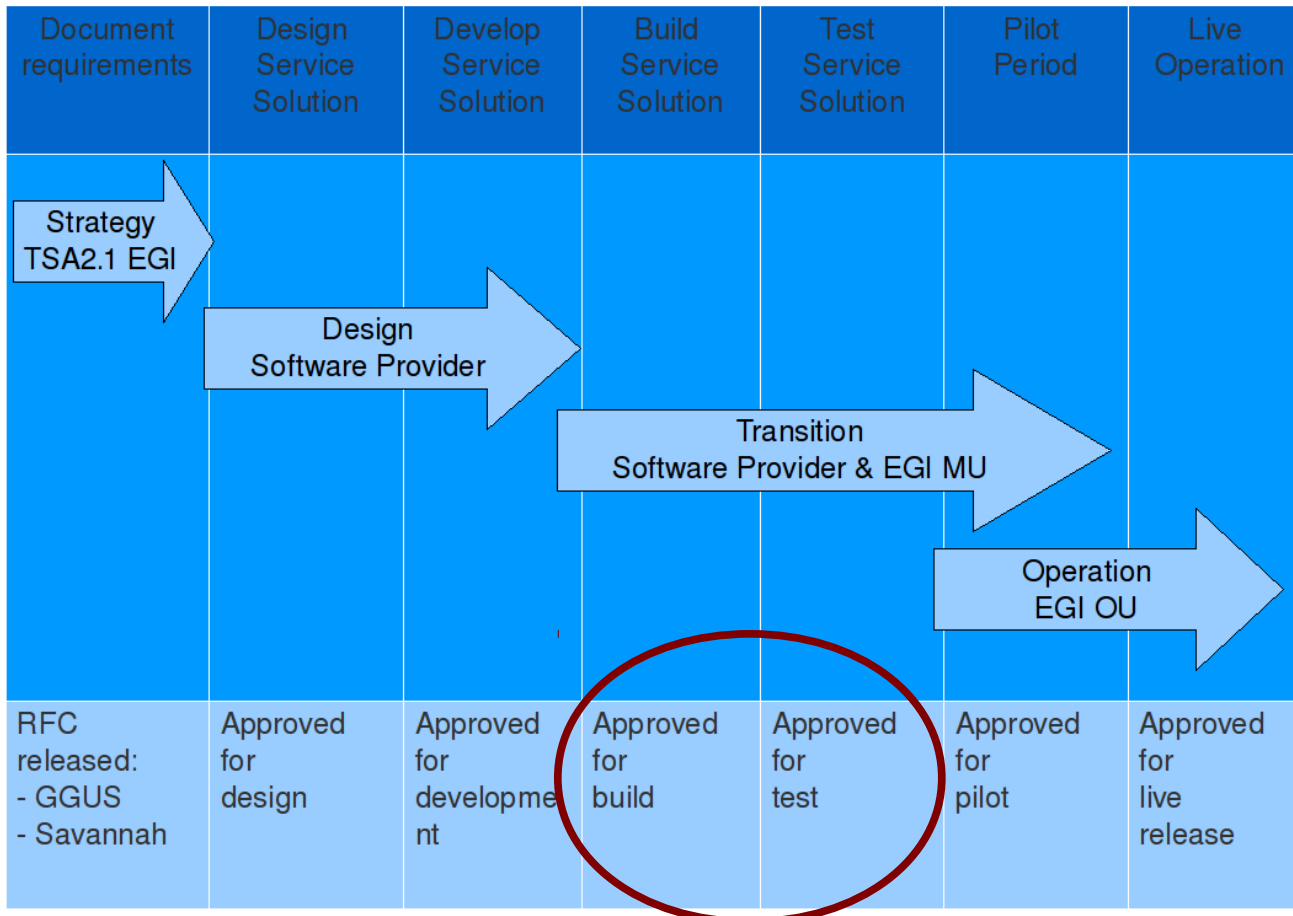 Document
requirements
Design
Service
Solution
Develop
Service
Solution
Build
Service
Solution
Test
Service
Solution
Pilot
Period
Live
Operation
Strategy
TSA2.1 EGI
Design
Software Provider
Transition
Software Provider & EGI MU
Operation
EGI OU
RFC
released:
- GGUS
- Savannah
Approved
for
design
Approved
for
developme
nt
Approved
for
build
Approved
for
test
Approved
for
pilot
Approved
for
live
release